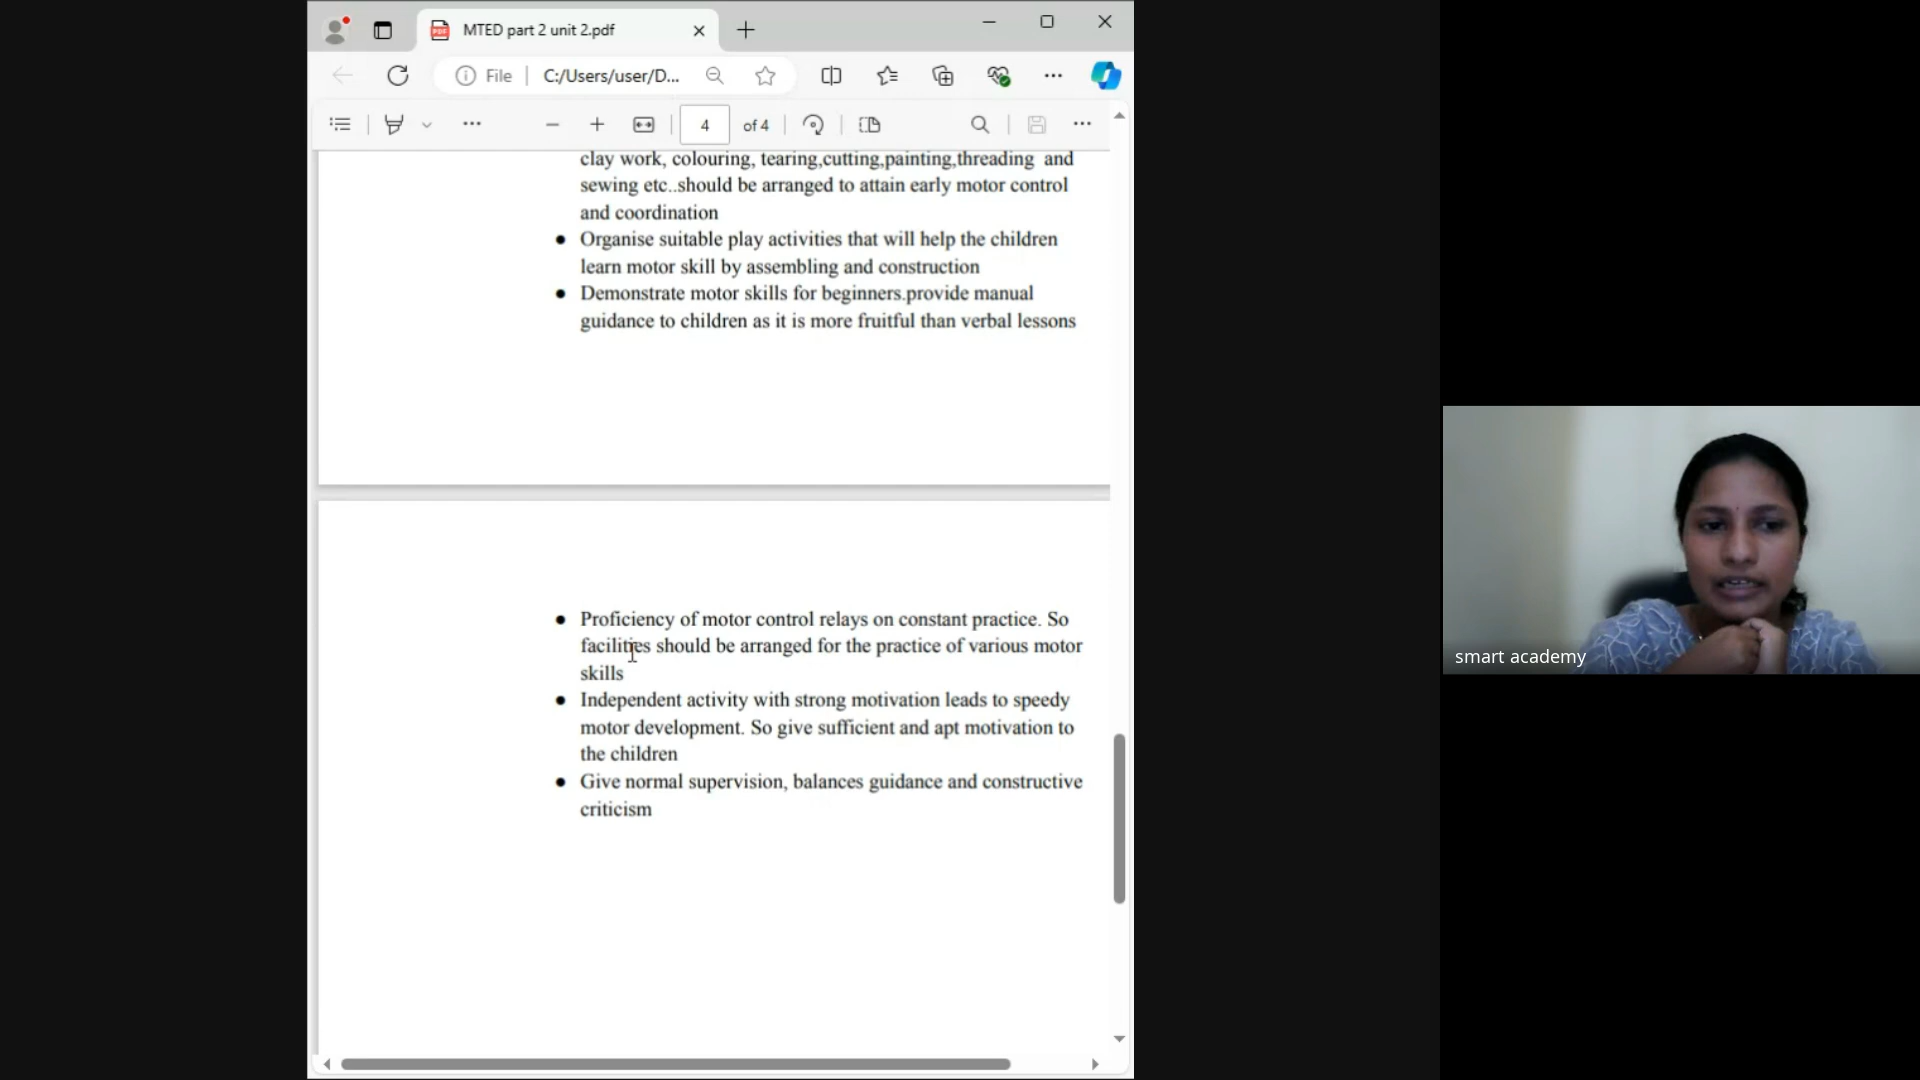 MTED part 2 unit 2.pdf
File
C:/Users/user/D...
4 of 4
clay work, colouring, tearing,cutting,painting,threading and
sewing etc..should be arranged to attain early motor control
and coordination
● Organise suitable play activities that will help the children
learn motor skill by assembling and construction
● Demonstrate motor skills for beginners.provide manual
guidance to children as it is more fruitful than verbal lessons
● Proficiency of motor control relays on constant practice. So
facilities should be arranged for the practice of various motor
skills
● Independent activity with strong motivation leads to speedy
motor development. So give sufficient and apt motivation to
the children
● Give normal supervision, balances guidance and constructive
criticism
smart academy